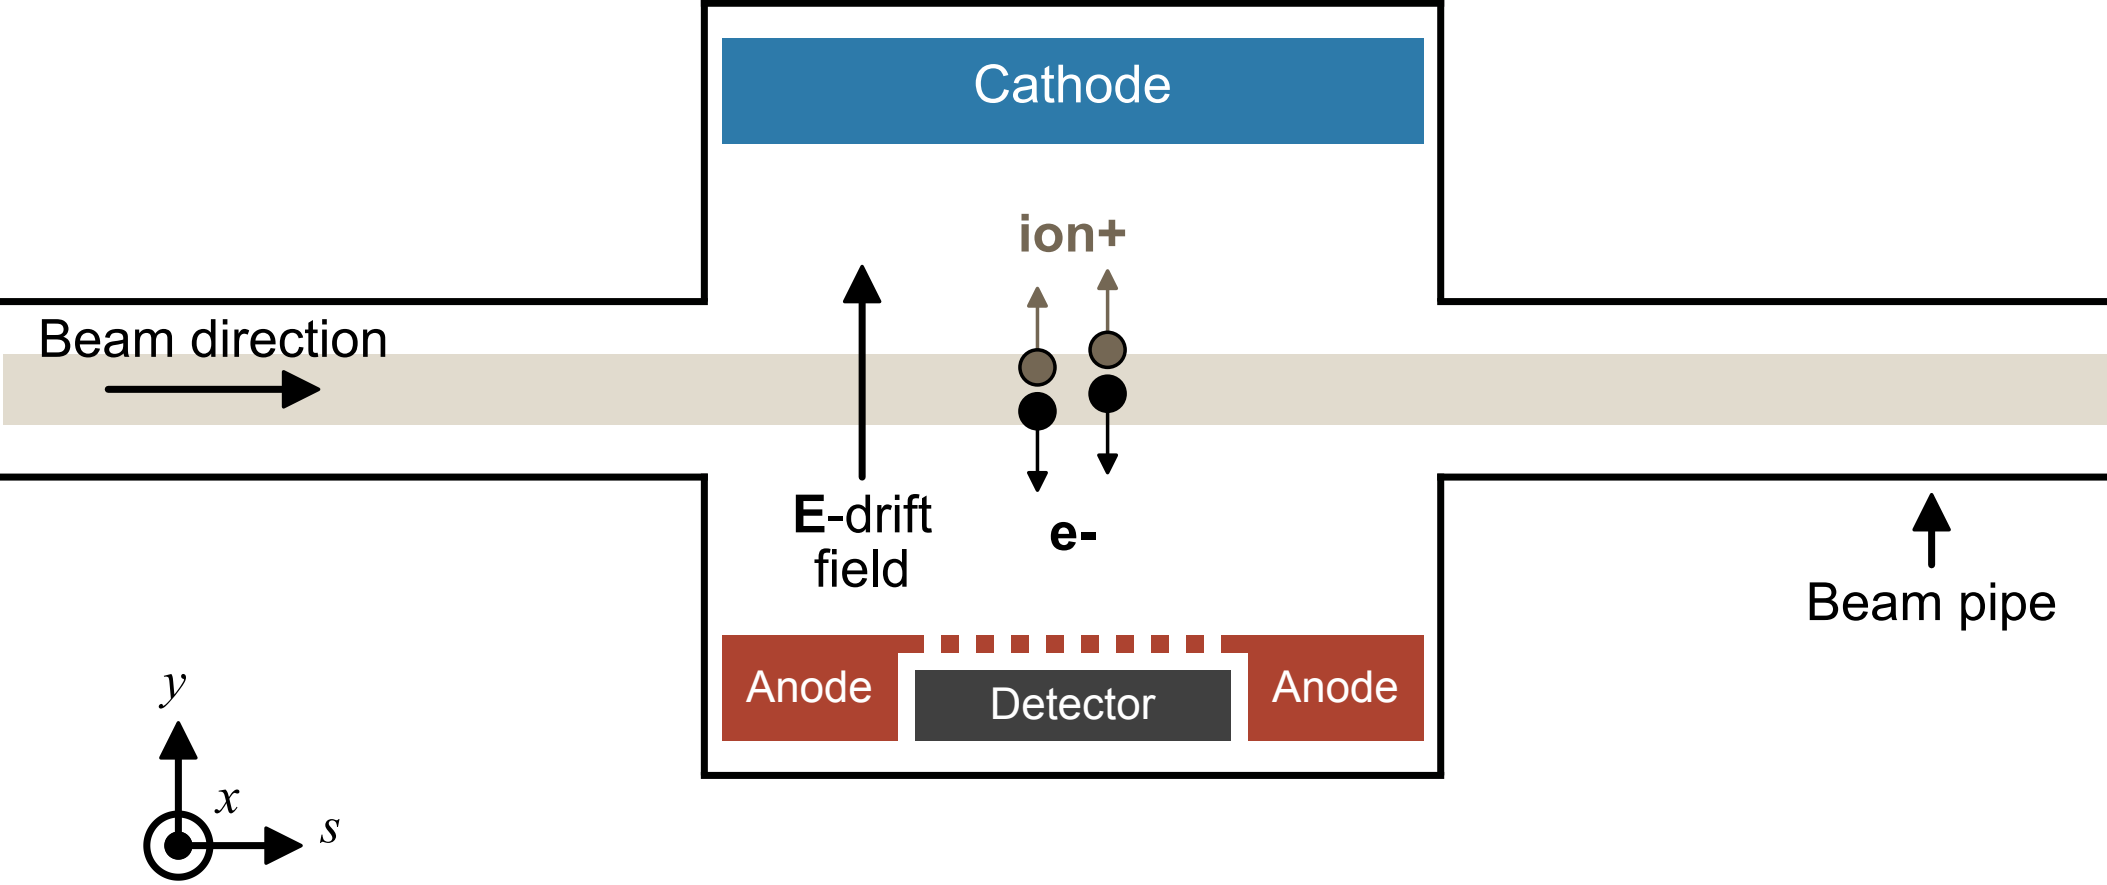 Cathode
ion+
Beam direction
E-drift
field
e-
Beam pipe
Anode
Detector
Anode
y
x
s